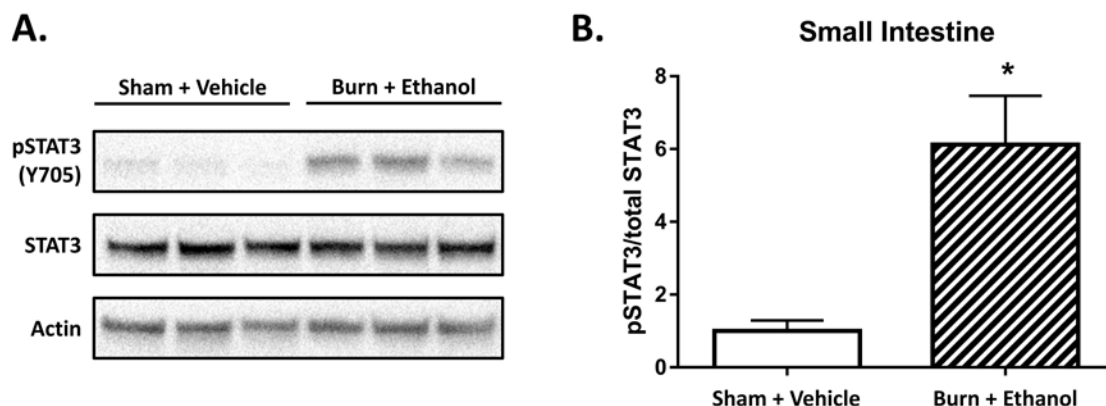 A.
Sham + Vehicle Burn + Ethanol
pSTAT3
(Y705)
STAT3
Actin
B.
Small Intestine
*
pSTAT3/total STAT3
8
6
4
2
0
Sham + Vehicle Burn + Ethanol